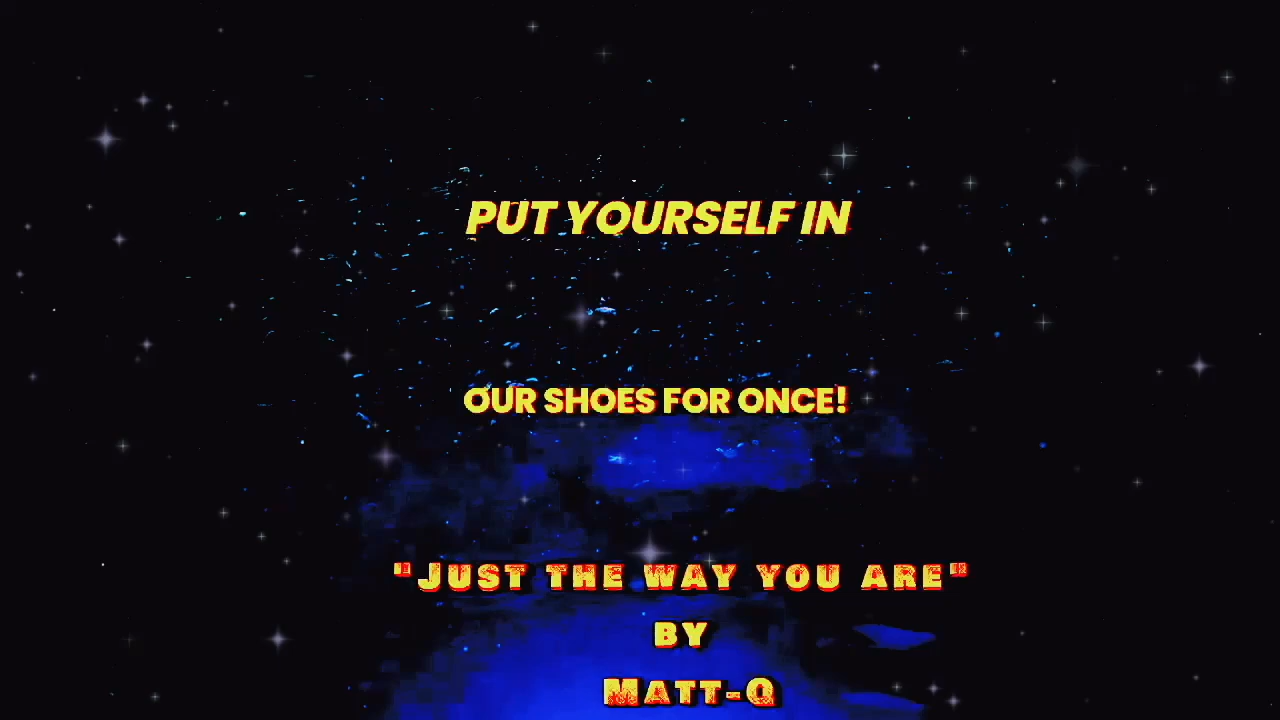 PUT YOURSELF IN
OUR SHOES FOR ONCE!
"JUST THE WAY YOU ARE"
BY
MATT-Q